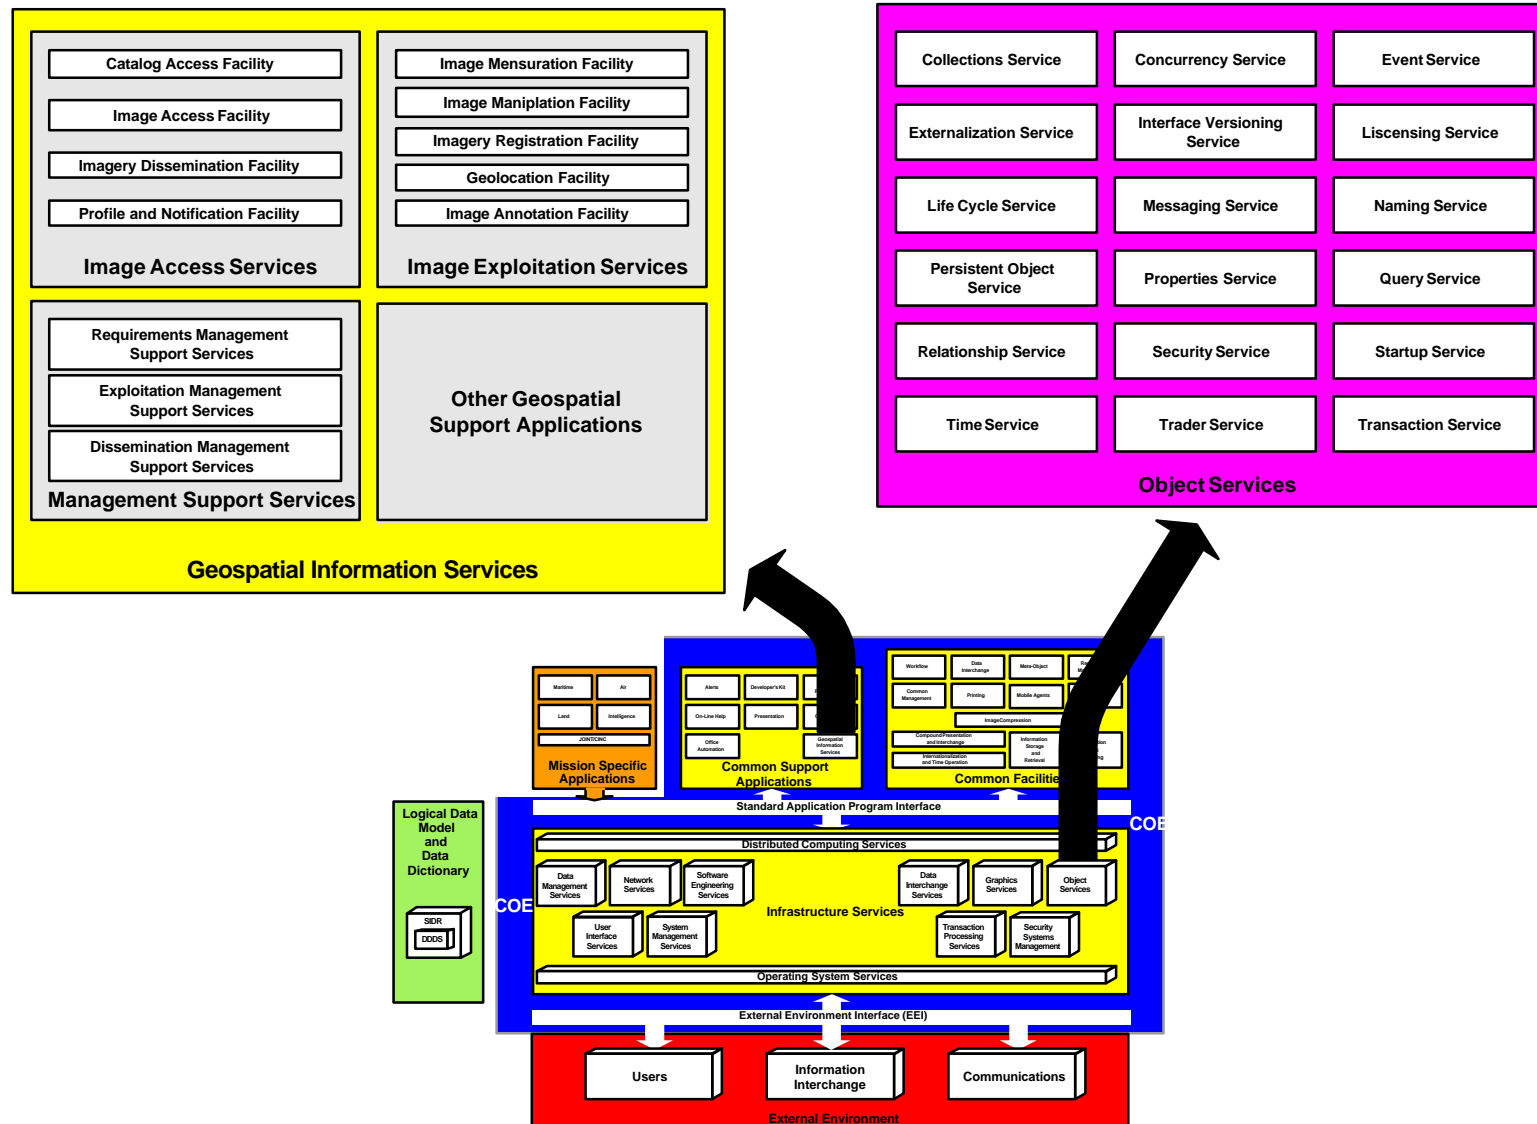 Catalog Access Facility
Image Access Facility
Imagery Dissemination Facility
Profile and Notification Facility
Image Access Services
Image Mensuration Facility
Image Maniplation Facility
Imagery Registration Facility
Geolocation Facility
Image Annotation Facility
Image Exploitation Services
Requirements Management
Support Services
Exploitation Management
Support Services
Dissemination Management
Support Services
Management Support Services
Other Geospatial
Support Applications
Geospatial Information Services
Collections Service
Concurrency Service
Event Service
Externalization Service
Interface Versioning
Service
Liscensing Service
Life Cycle Service
Messaging Service
Naming Service
Persistent Object
Service
Properties Service
Query Service
Relationship Service
Security Service
Startup Service
Time Service
Trader Service
Transaction Service
Object Services
Maritime
Air
Land
Intelligence
JOINT/CINC
Mission Specific
Applications
Alerts
Developer's Kit
On-Line Help
Presentation
Office
Automation
Geospatial
Information
Services
Common Support
Applications
Workflow
Data
Interchange
Meta-Object
Common
Management
Printing
Mobile Agents
ImageCompression
Compound Presentation
and Interchange
Internationalization
and Time Operation
Information
Storage
and
Retrieval
Common Facilitie
Standard Application Program Interface
COE
Logical Data
Model
and
Data
Dictionary
SIDR
DDDS
COE
Distributed Computing Services
Data
Management
Services
Network
Services
Software
Engineering
Services
Data
Interchange
Services
Graphics
Services
Object
Services
Infrastructure Services
User
Interface
Services
System
Management
Services
Transaction
Processing
Services
Security
Systems
Management
Operating System Services
External Environment Interface (EEI)
Users
Information
Interchange
Communications
External Environment